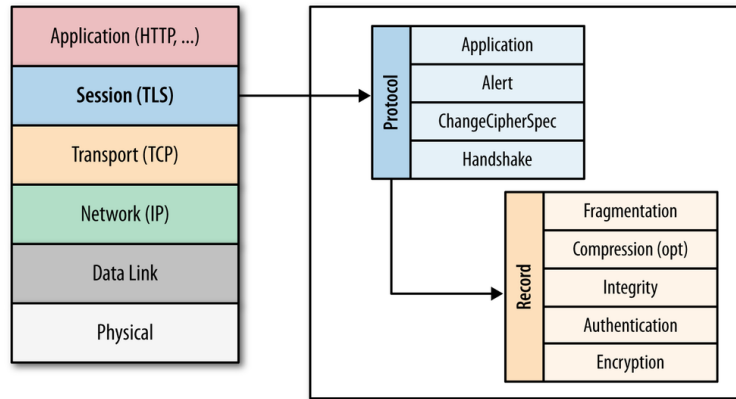 Application (HTTP, ...)
Session (TLS)
Transport (TCP)
Network (IP)
Data Link
Physical
Protocol
Application
Alert
ChangeCipherSpec
Handshake
Record
Fragmentation
Compression (opt)
Integrity
Authentication
Encryption